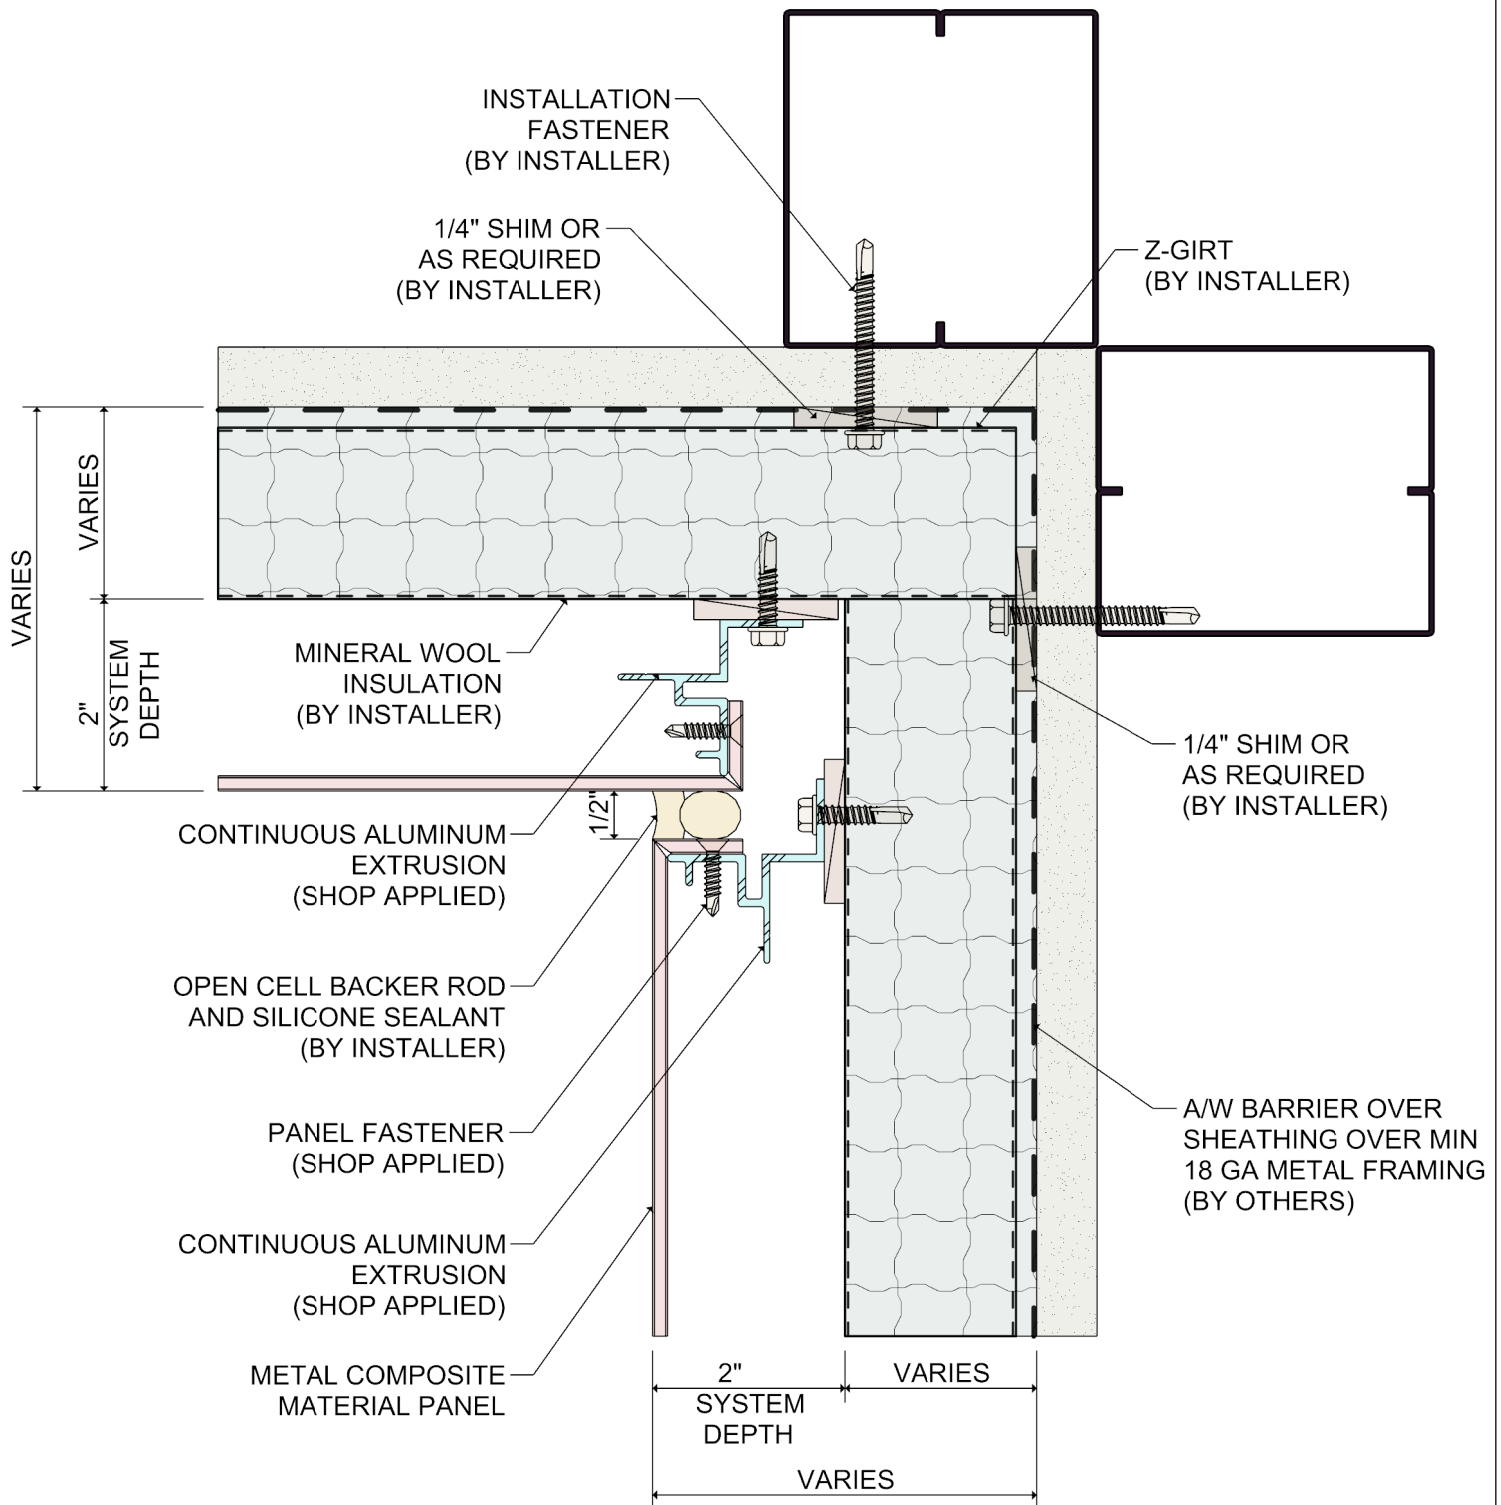 INSTALLATION
FASTENER
(BY INSTALLER)
1/4" SHIM OR
AS REQUIRED
(BY INSTALLER)
Z-GIRT
(BY INSTALLER)
VARIES
VARIES
2"
SYSTEM
DEPTH
MINERAL WOOL
INSULATION
(BY INSTALLER)
1/4" SHIM OR
AS REQUIRED
(BY INSTALLER)
1/2"
CONTINUOUS ALUMINUM
EXTRUSION
(SHOP APPLIED)
OPEN CELL BACKER ROD
AND SILICONE SEALANT
(BY INSTALLER)
PANEL FASTENER
(SHOP APPLIED)
A/W BARRIER OVER
SHEATHING OVER MIN
18 GA METAL FRAMING
(BY OTHERS)
CONTINUOUS ALUMINUM
EXTRUSION
(SHOP APPLIED)
METAL COMPOSITE
MATERIAL PANEL
2"
SYSTEM
DEPTH
VARIES
VARIES